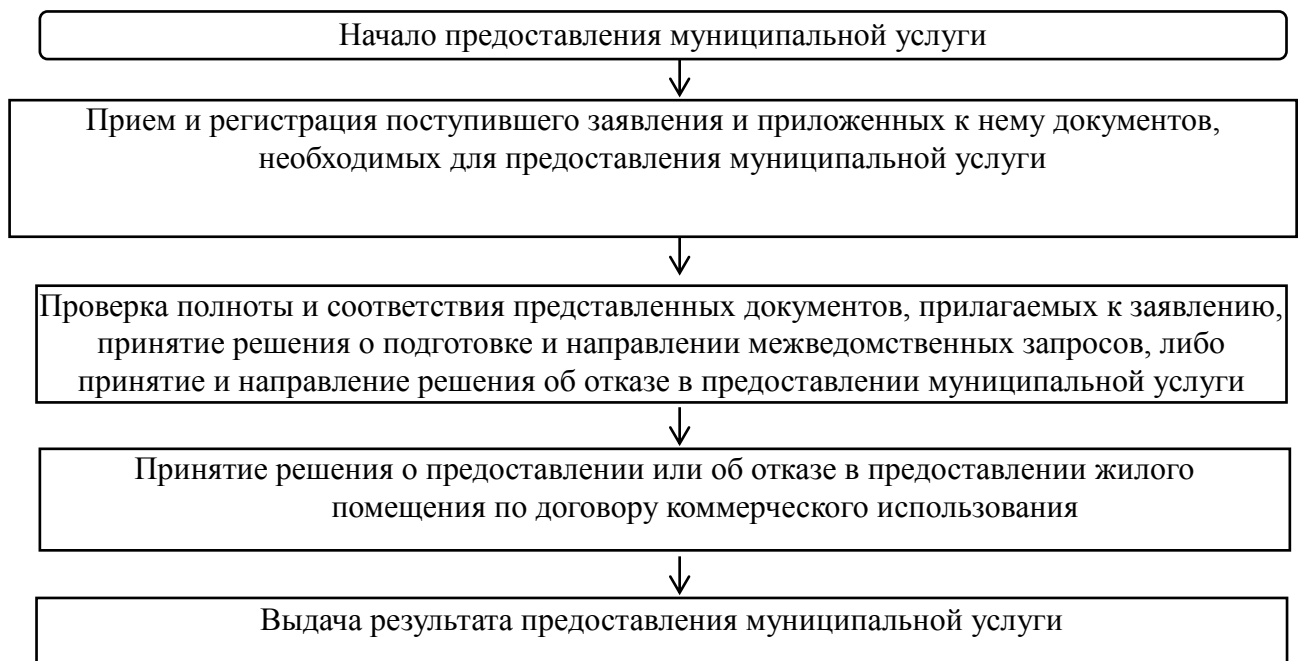 Начало предоставления муниципальной услуги
Прием и регистрация поступившего заявления и приложенных к нему документов,
необходимых для предоставления муниципальной услуги
Проверка полноты и соответствия представленных документов, прилагаемых к заявлению,
принятие решения о подготовке и направлении межведомственных запросов, либо
принятие и направление решения об отказе в предоставлении муниципальной услуги
Принятие решения о предоставлении или об отказе в предоставлении жилого
помещения по договору коммерческого использования
Выдача результата предоставления муниципальной услуги